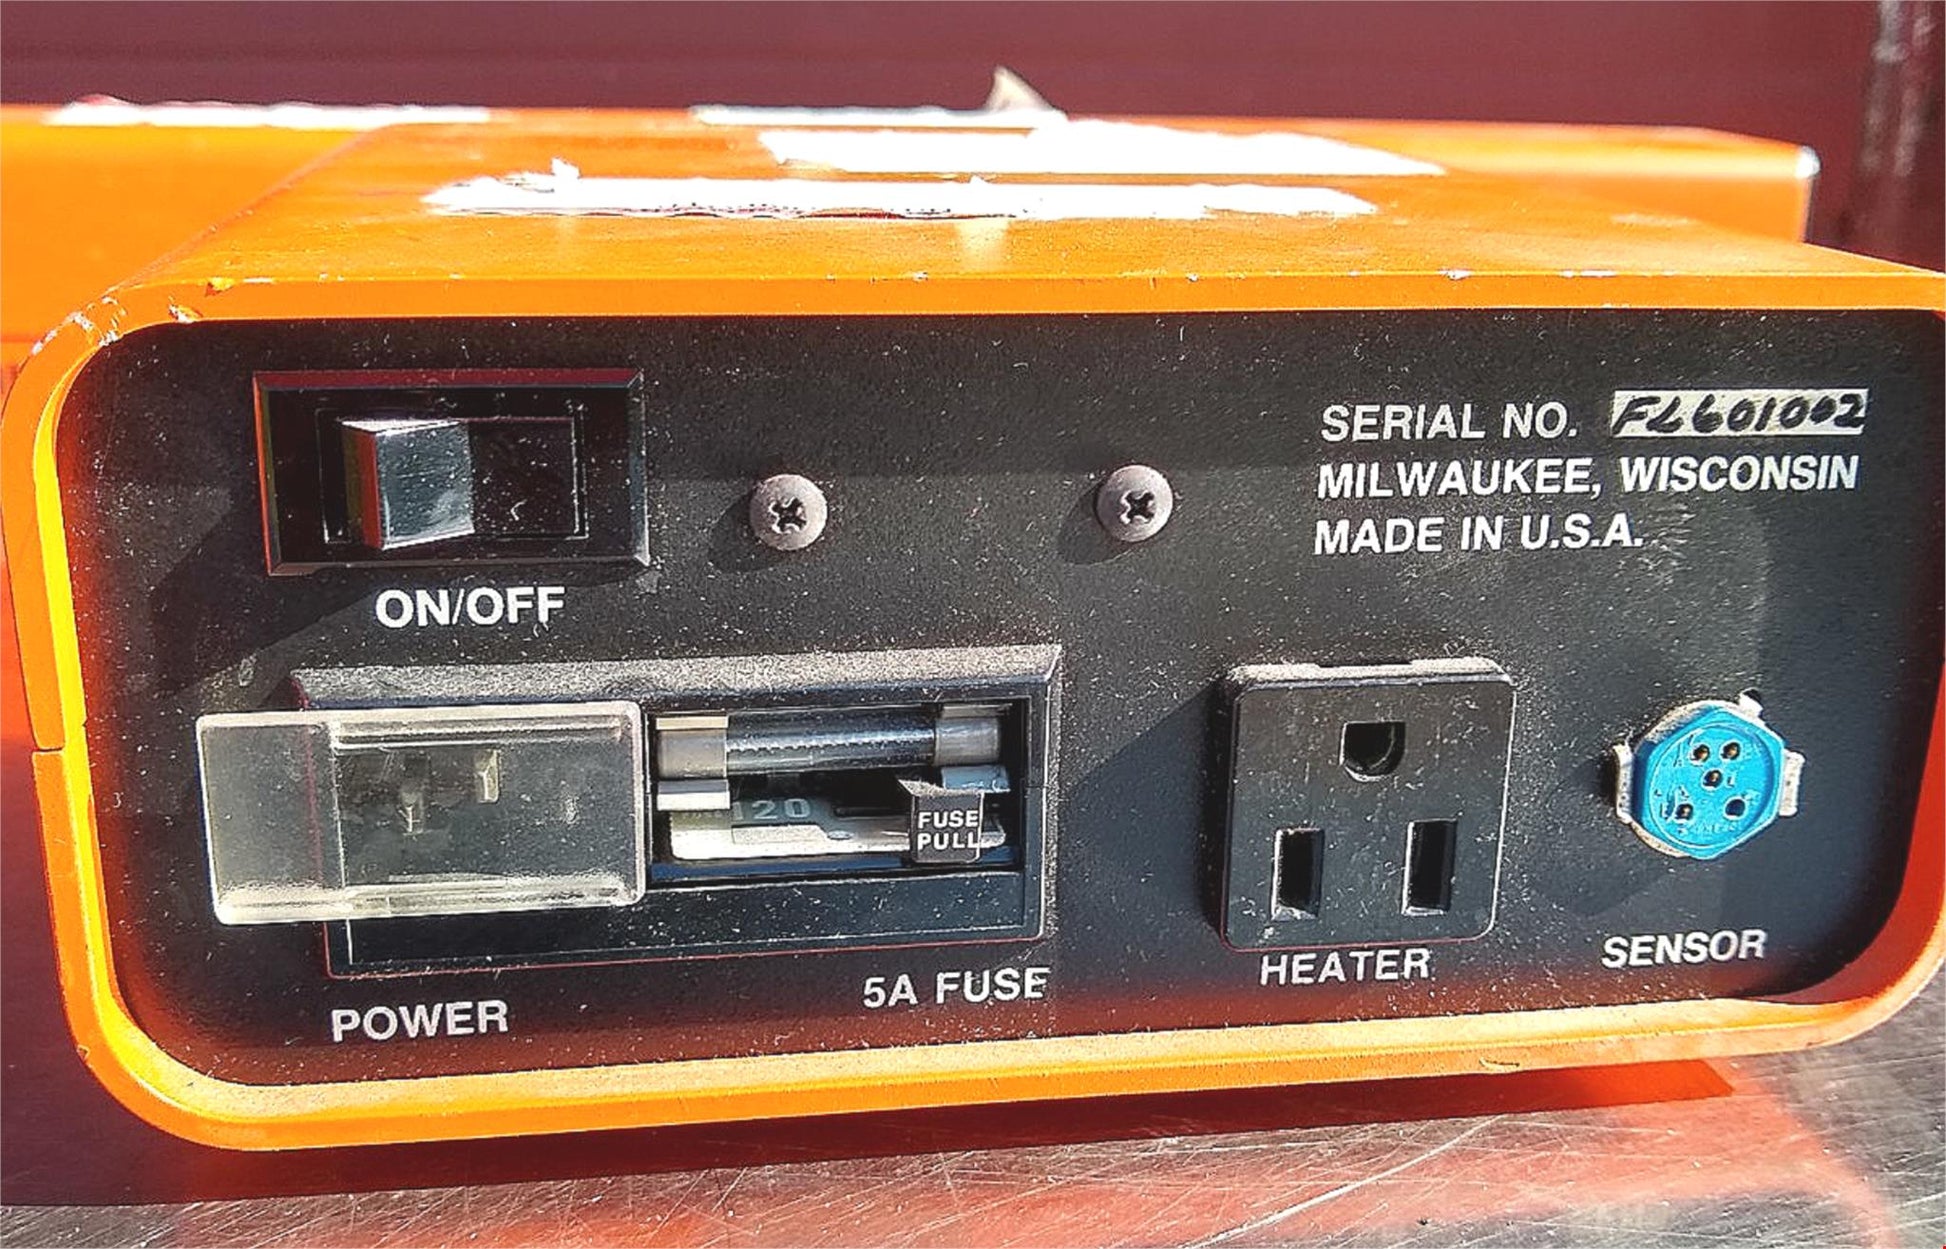 SERIAL NO. FL601002
MILWAUKEE, WISCONSIN
MADE IN U.S.A.
ON/OFF
120
FUSE
PULL
POWER
5A FUSE
HEATER
SENSOR